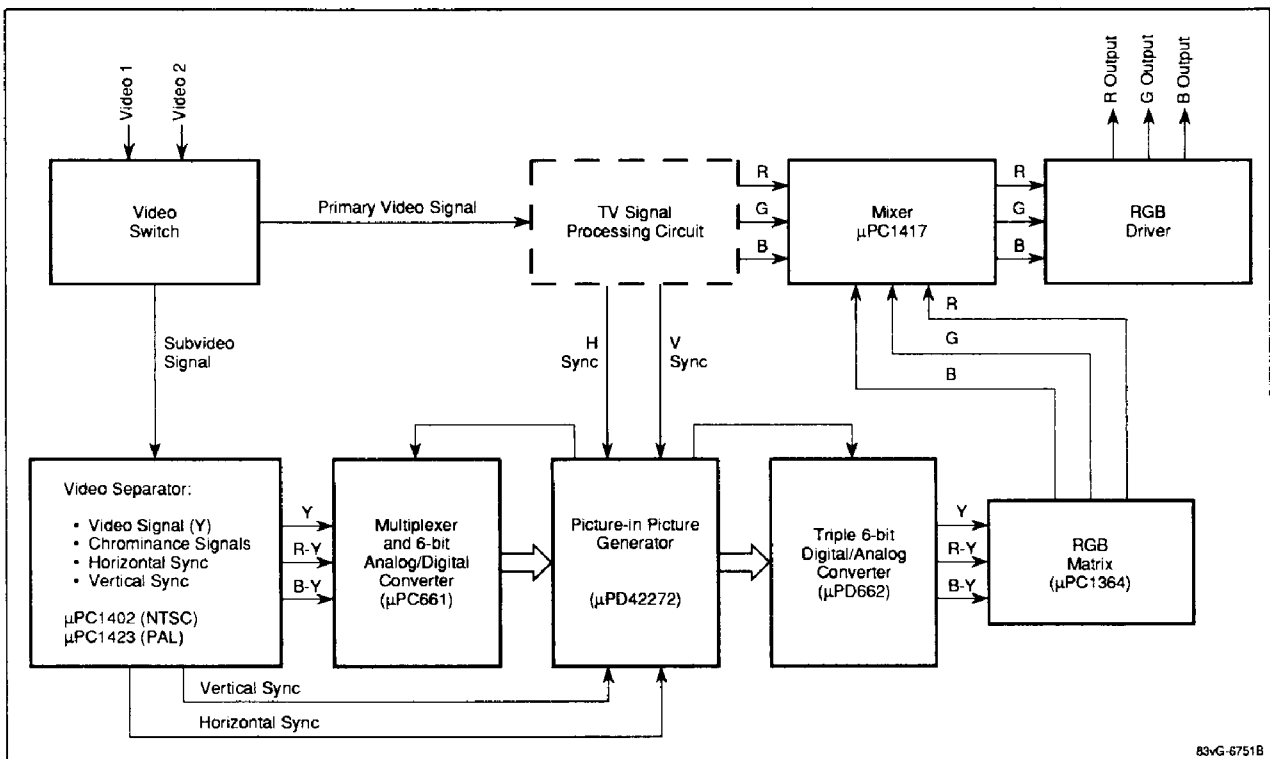 Video 1
Video 2
R Output
G Output
B Output
Video
Switch
Primary Video Signal
TV Signal
Processing Circuit
R
G
B
Mixer
µPC1417
R
G
B
RGB
Driver
Subvideo
Signal
H
Sync
V
Sync
R
G
B
Video Separator:
• Video Signal (Y)
• Chrominance Signals
• Horizontal Sync
• Vertical Sync
µPC1402 (NTSC)
µPC1423 (PAL)
Y
R-Y
B-Y
Multiplexer
and 6-bit
Analog/Digital
Converter
(µPC661)
Picture-in Picture
Generator
(µPD42272)
Triple 6-bit
Digital/Analog
Converter
(µPD662)
Y
R-Y
B-Y
RGB
Matrix
(µPC1364)
Vertical Sync
Horizontal Sync
83vG-6751B